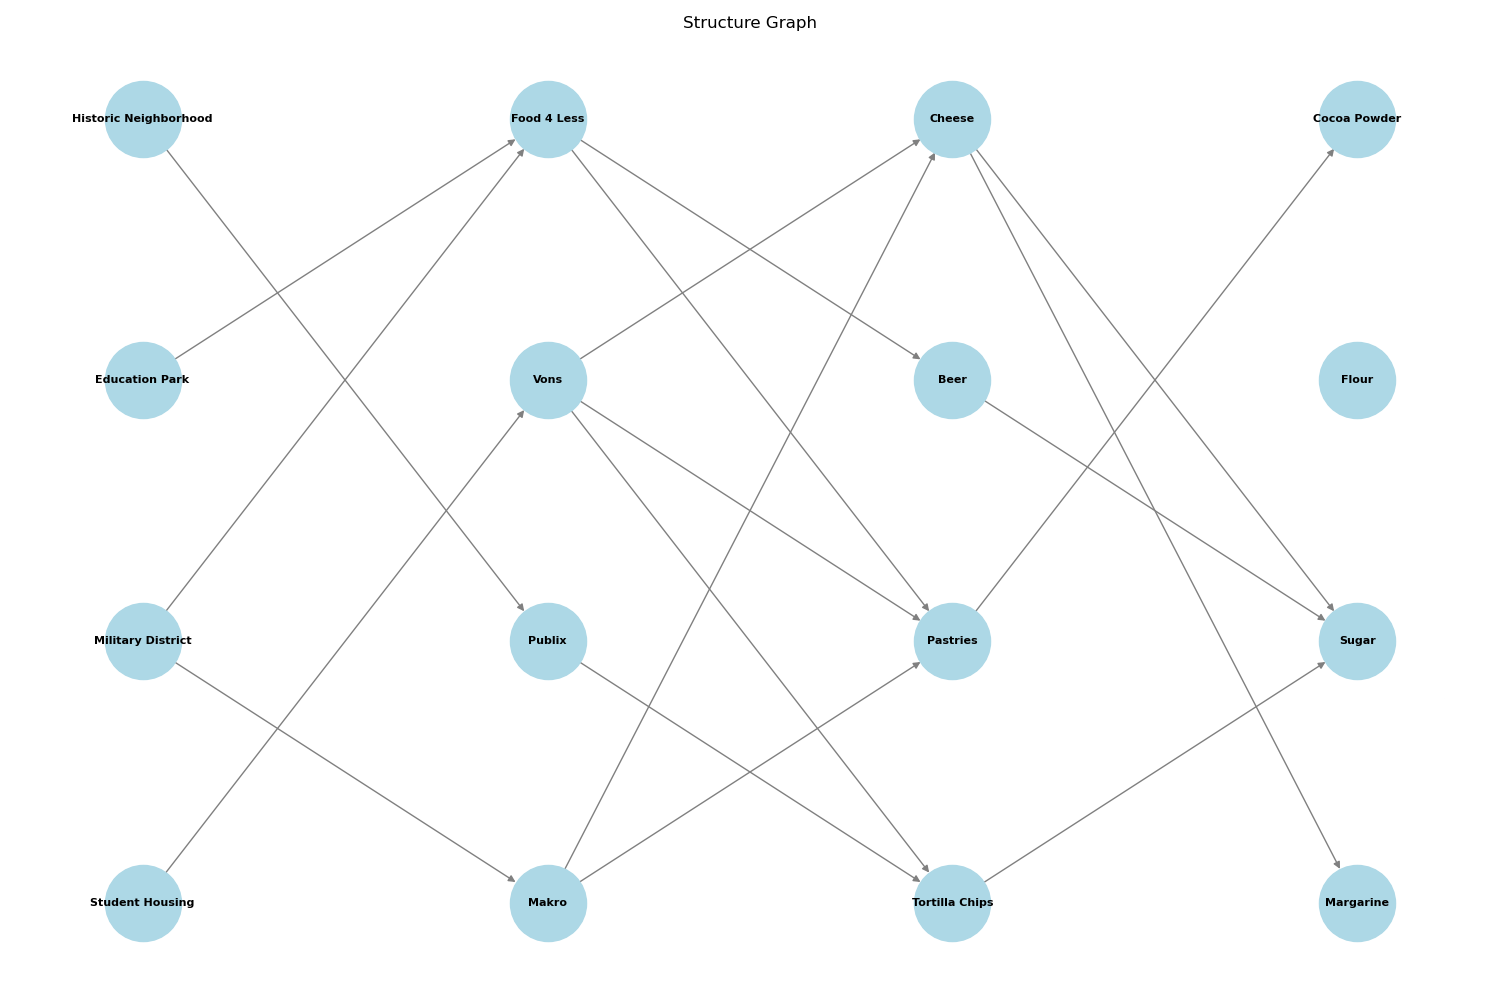 Structure Graph
Historic Neighborhood
Food 4 Less
Cheese
Cocoa Powder
Education Park
Vons
Beer
Flour
Military District
Publix
Pastries
Sugar
Student Housing
Makro
Tortilla Chips
Margarine